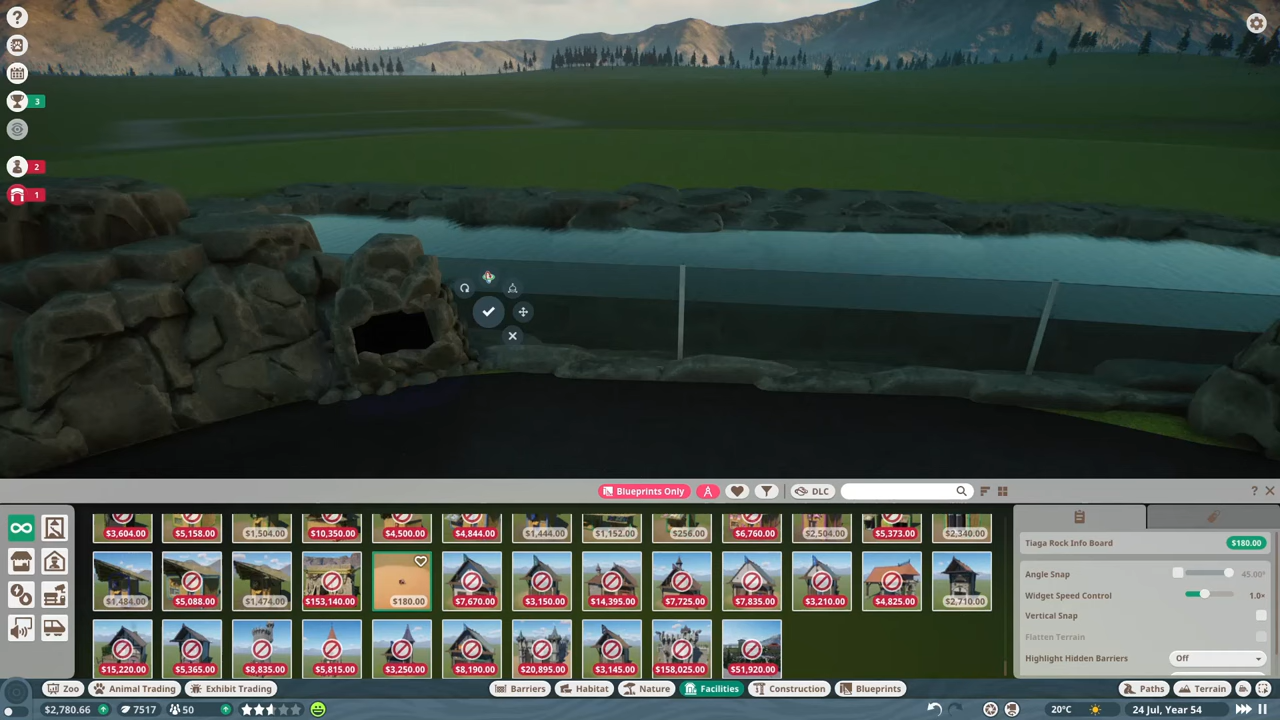 ?
3
2
1
Blueprints Only
DLC
?
$3,604.00 $5,158.00 $1,504.00 $10,350.00 $4,500.00 $4,844.00 $1,444.00 $1,152.00 $256.00 $6,760.00 $2,504.00 $5,373.00 $2,340.00
$1,484.00 $5,088.00 $1,474.00 $153,140.00 $180.00 $7,670.00 $3,150.00 $14,395.00 $7,725.00 $7,835.00 $3,210.00 $4,825.00 $2,710.00
$15,220.00 $5,365.00 $8,835.00 $5,815.00 $3,250.00 $8,190.00 $20,895.00 $3,145.00 $158,025.00 $51,920.00
Tiaga Rock Info Board $180.00
Angle Snap 45.00°
Widget Speed Control 1.0×
Vertical Snap
Flatten Terrain
Highlight Hidden Barriers Off
Zoo Animal Trading Exhibit Trading Barriers Habitat Nature Facilities Construction Blueprints Paths Terrain
$2,780.66 7517 50 20°C 24 Jul, Year 54